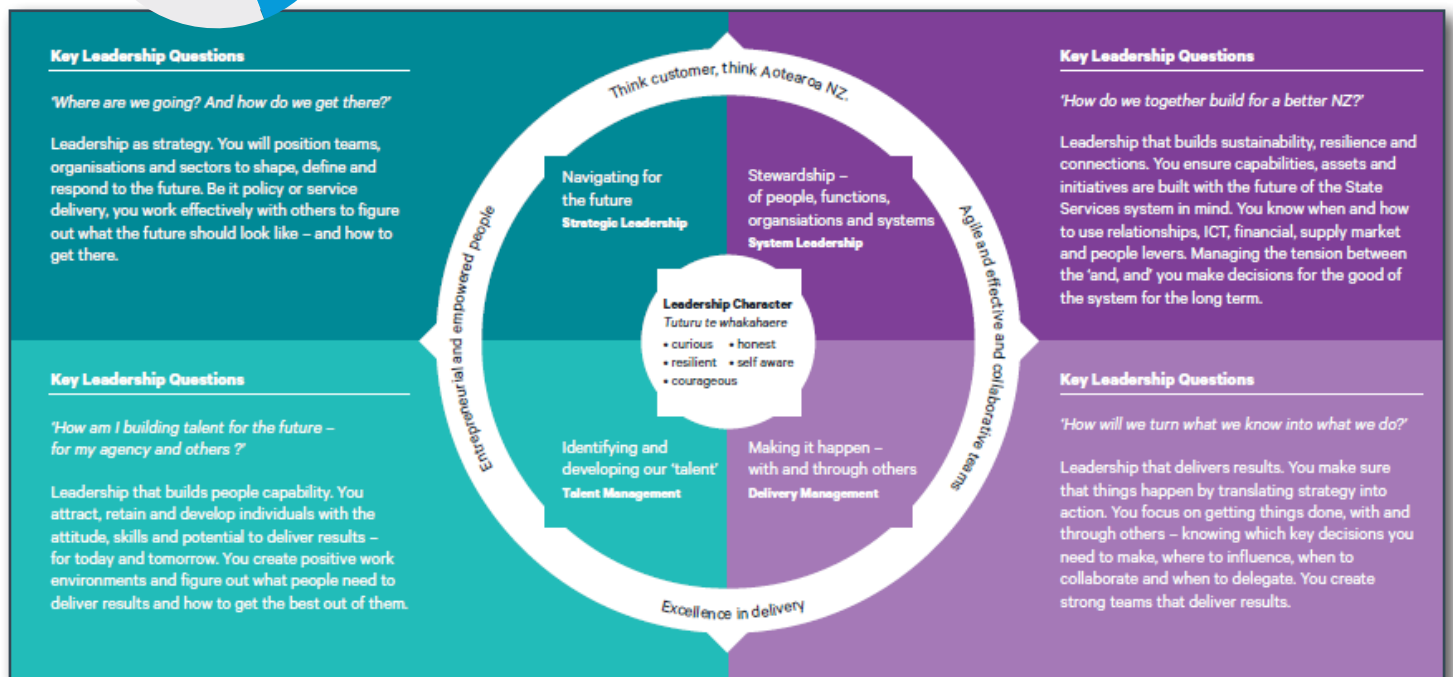 Key Leadership Questions
'Where are we going? And how do we get there?'
Leadership as strategy. You will position teams,
organisations and sectors to shape, define and
respond to the future. Be it policy or service
delivery, you work effectively with others to figure
out what the future should look like – and how to
get there.
Key Leadership Questions
'How do we together build for a better NZ?'
Leadership that builds sustainability, resilience and
connections. You ensure capabilities, assets and
initiatives are built with the future of the State
Services system in mind. You know when and how
to use relationships, ICT, financial, supply market
and people levers. Managing the tension between
the 'and, and' you make decisions for the good of
the system for the long term.
Think customer, think Aotearoa NZ.
Entrepreneurial and empowered people
Agile and effective and collaborative teams
Excellence in delivery
Navigating for
the future
Strategic Leadership
Stewardship –
of people, functions,
organsiations and systems
System Leadership
Leadership Character
Tuturu te whakahaere
• curious • honest
• resilient • self aware
• courageous
Identifying and
developing our 'talent'
Talent Management
Making it happen –
with and through others
Delivery Management
Key Leadership Questions
'How am I building talent for the future –
for my agency and others ?'
Leadership that builds people capability. You
attract, retain and develop individuals with the
attitude, skills and potential to deliver results –
for today and tomorrow. You create positive work
environments and figure out what people need to
deliver results and how to get the best out of them.
Key Leadership Questions
'How will we turn what we know into what we do?'
Leadership that delivers results. You make sure
that things happen by translating strategy into
action. You focus on getting things done, with and
through others – knowing which key decisions you
need to make, where to influence, when to
collaborate and when to delegate. You create
strong teams that deliver results.